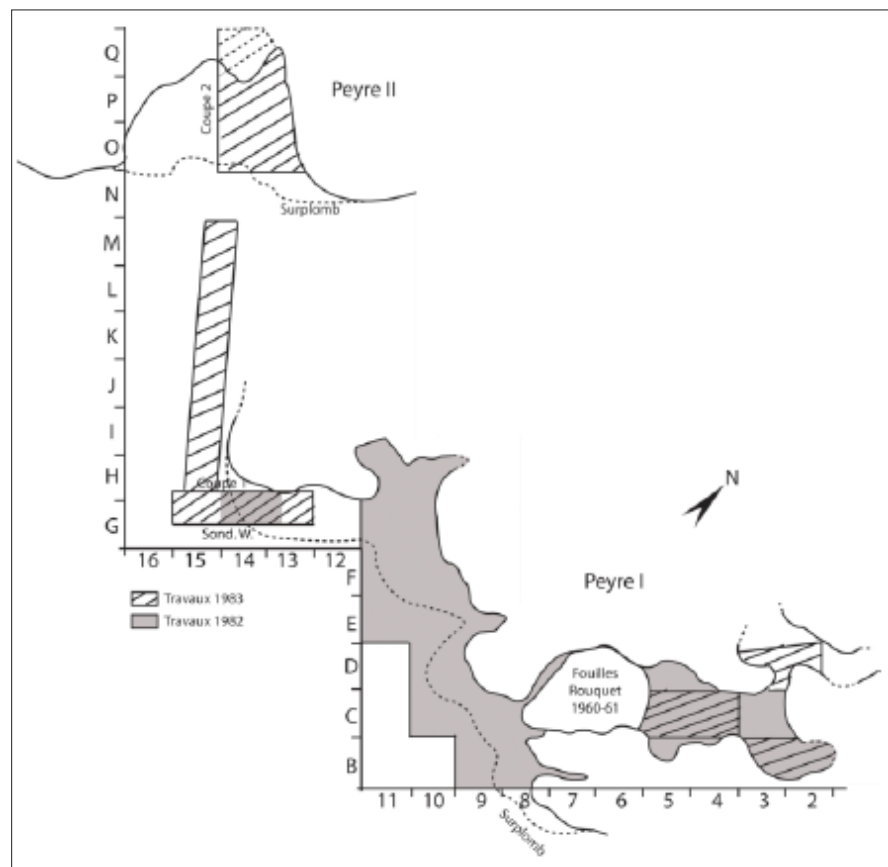 Q
P
O
N
M
L
K
J
I
H
G
Coupe 2
Peyre II
Surplomb
Coupe 1
Sond. W.
16 15 14 13 12
Travaux 1983
Travaux 1982
N
Peyre I
F
E
D
C
B
Fouilles
Rouquet
1960-61
11 10 9 8 7 6 5 4 3 2
Surplomb